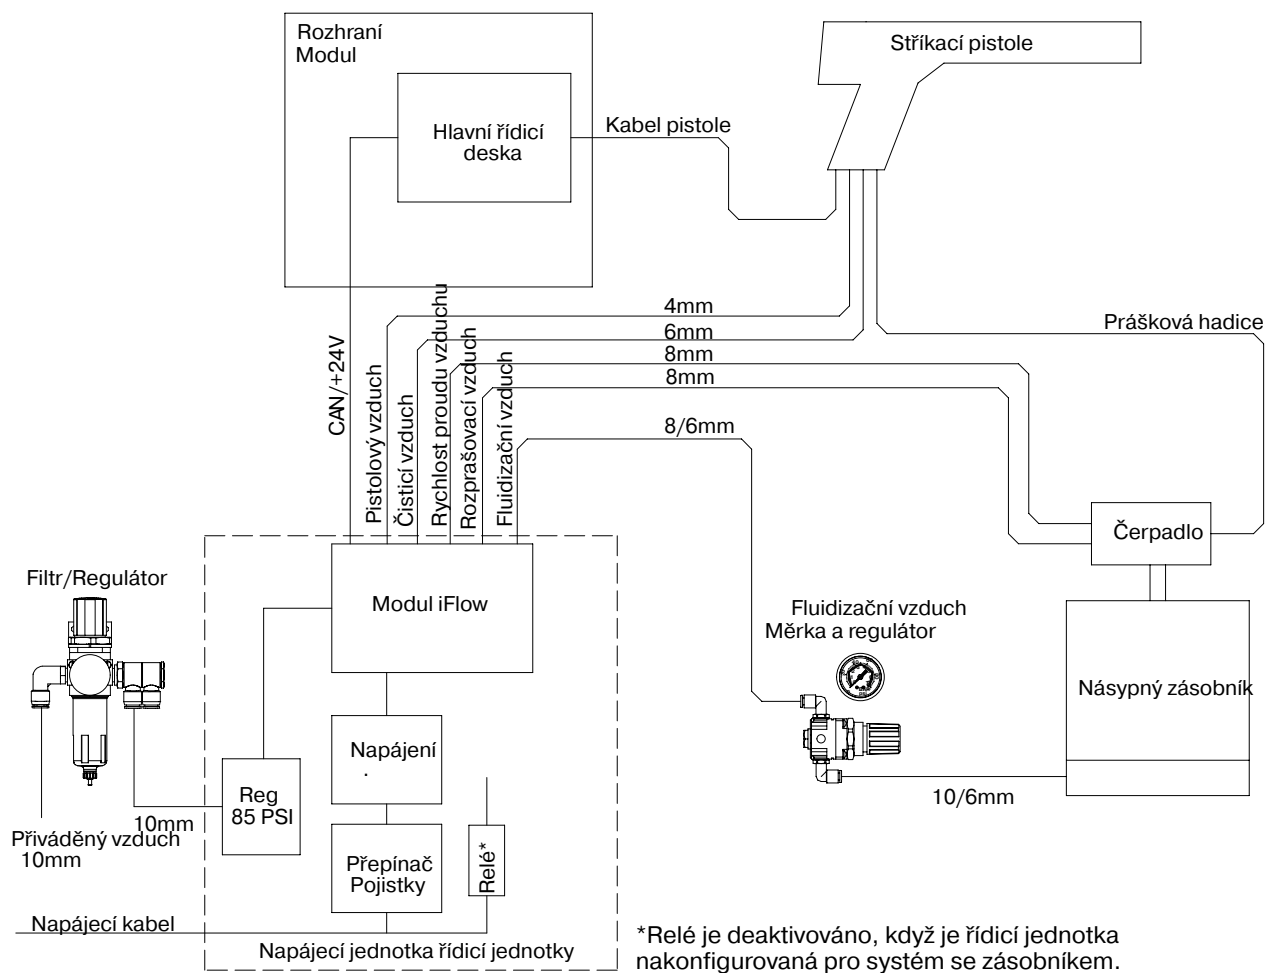 Rozhraní
Modul
Stříkací pistole
Hlavní řídicí
deska
Kabel pistole
4mm
6mm
8mm
8mm
8/6mm
Prášková hadice
CAN/+24V
Pistolový vzduch
Čisticí vzduch
Rychlost proudu vzduchu
Rozprašovací vzduch
Fluidizační vzduch
Čerpadlo
Filtr/Regulátor
Modul iFlow
Fluidizační vzduch
Měrka a regulátor
Násypný zásobník
Napájení
Reg
85 PSI
10/6mm
10mm
Přiváděný vzduch
10mm
Přepínač
Pojistky
Relé*
Napájecí kabel
Napájecí jednotka řídicí jednotky
*Relé je deaktivováno, když je řídicí jednotka
nakonfigurovaná pro systém se zásobníkem.